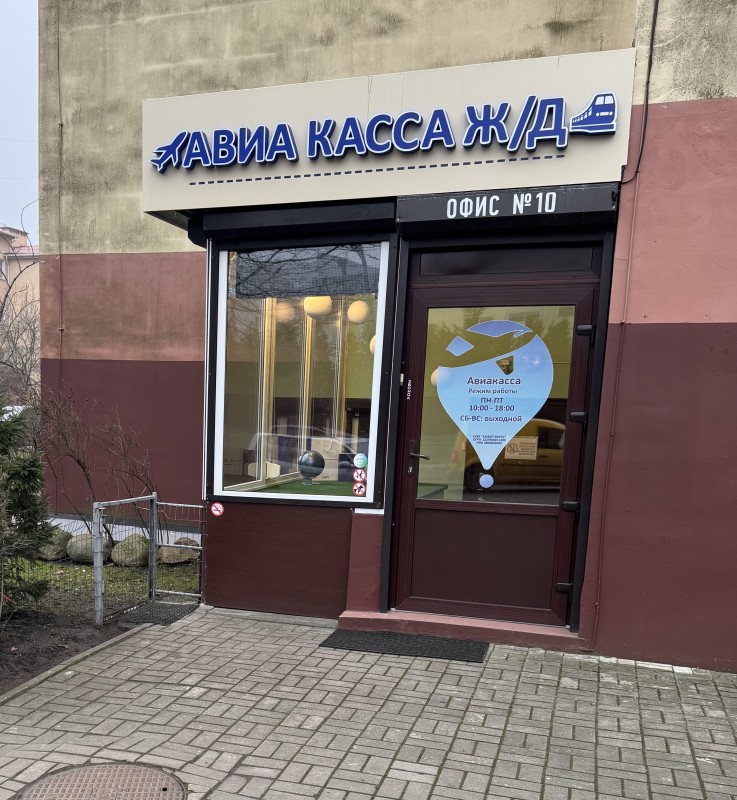 АВИА КАССА Ж/Д
ОФИС №10
Авиакасса
Режим работы
ПН-ПТ
10:00 - 18:00
СБ-ВС: выходной